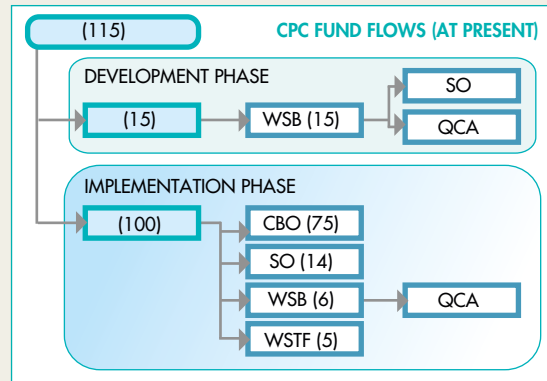 (115)
CPC FUND FLOWS (AT PRESENT)
DEVELOPMENT PHASE
(15)
WSB (15)
SO
QCA
IMPLEMENTATION PHASE
(100)
CBO (75)
SO (14)
WSB (6)
QCA
WSTF (5)